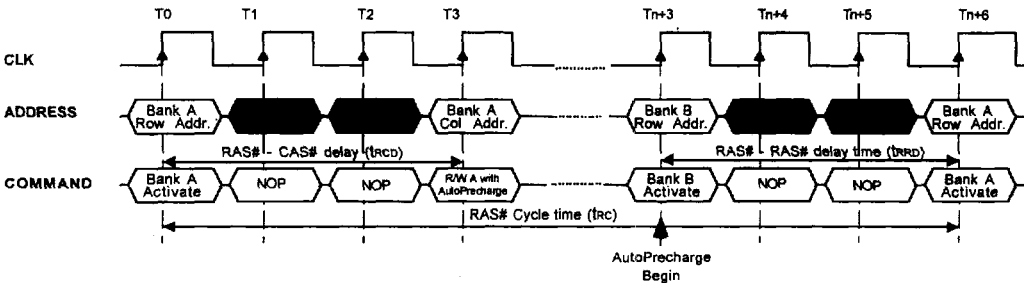 T0 T1 T2 T3 Tn+3 Tn+4 Tn+5 Tn+6
CLK
ADDRESS
Bank A
Row Addr.
Bank A
Col Addr.
Bank B
Row Addr.
Bank A
Row Addr.
RAS# - CAS# delay (tRCD)
RAS# - RAS# delay time (tRRD)
COMMAND
Bank A
Activate
NOP
NOP
R/W A with
AutoPrecharge
Bank B
Activate
NOP
NOP
Bank A
Activate
RAS# Cycle time (tRC)
AutoPrecharge
Begin